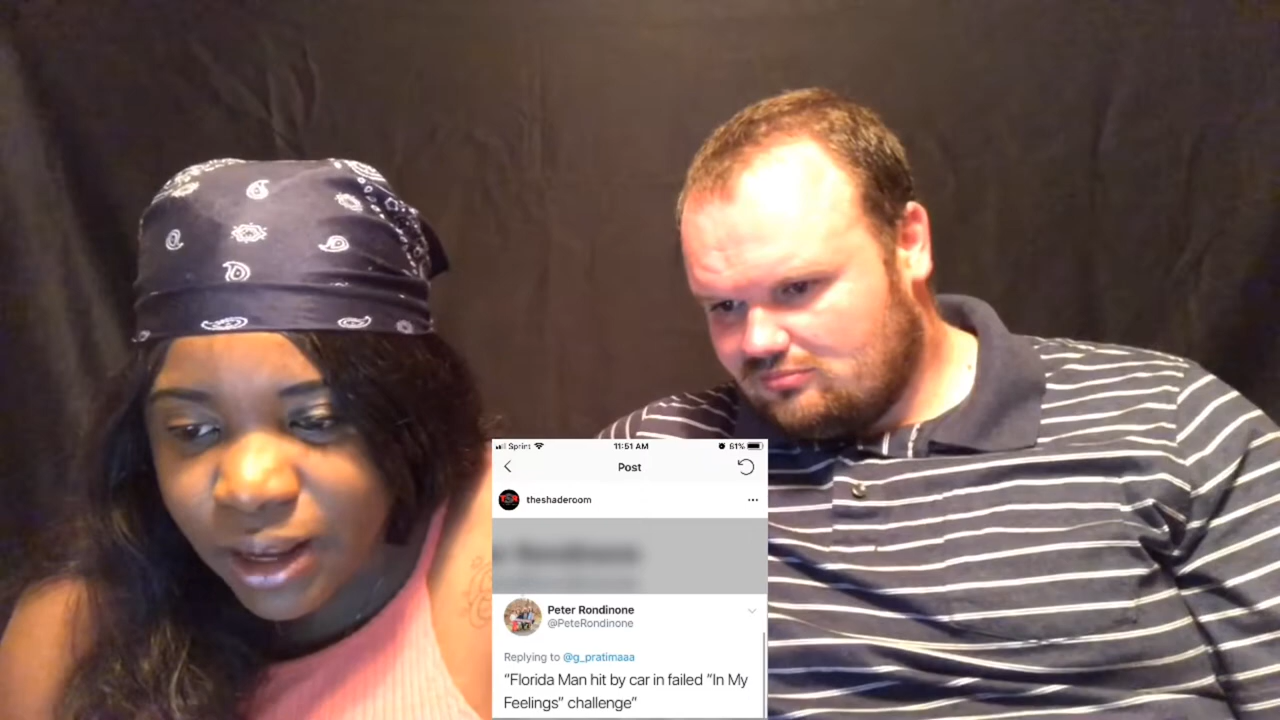 Sprint 11:51 AM 61%
Post
theshaderoom
Peter Rondinone
@PeteRondinone
Replying to @g_pratimaaa
“Florida Man hit by car in failed “In My
Feelings” challenge”